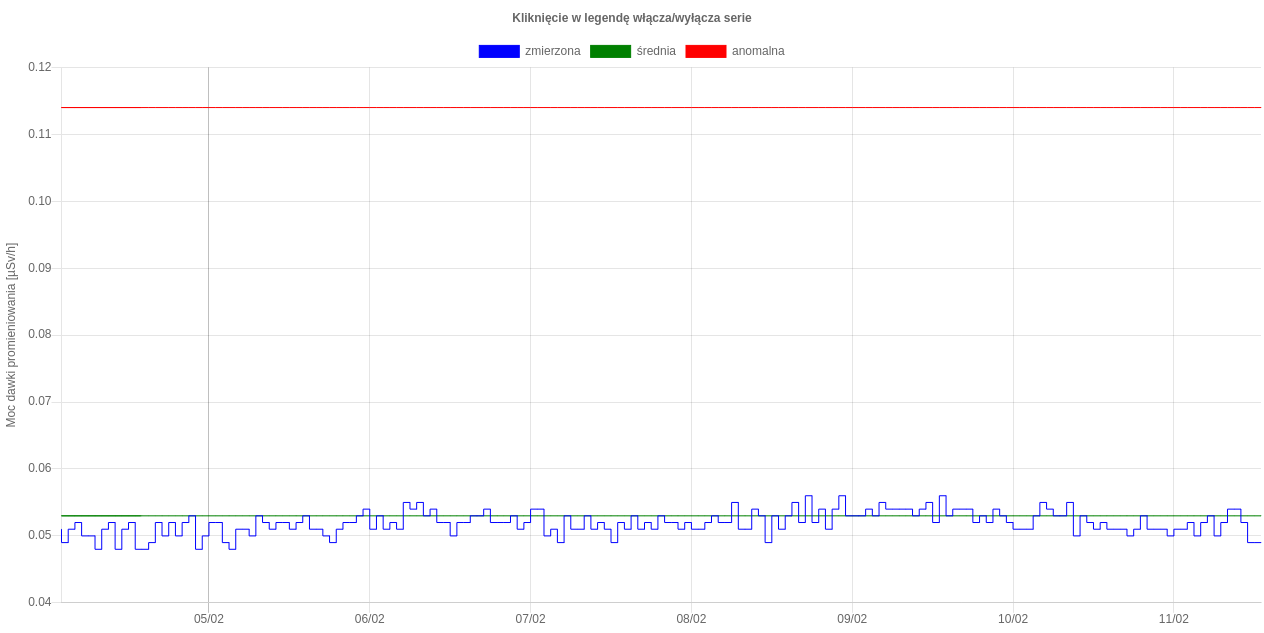 Kliknięcie w legendę włącza/wyłącza serie
zmierzona średnia anomalna
Moc dawki promieniowania [µSv/h]
0.12
0.11
0.10
0.09
0.08
0.07
0.06
0.05
0.04
05/02 06/02 07/02 08/02 09/02 10/02 11/02